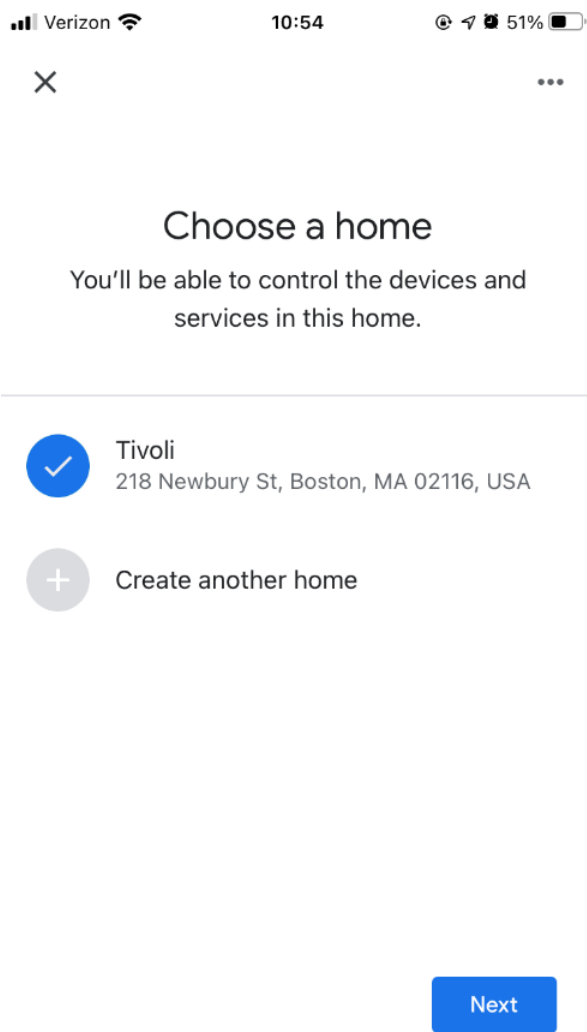 Verizon 10:54 51%
Choose a home
You’ll be able to control the devices and
services in this home.
Tivoli
218 Newbury St, Boston, MA 02116, USA
Create another home
Next